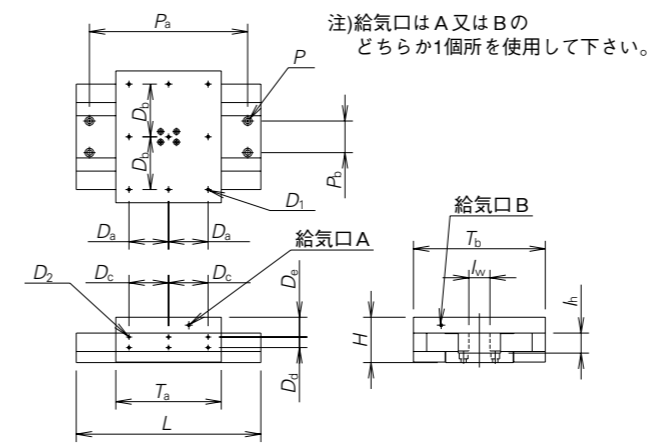 注)給気口はA又はBの
どちらか1個所を使用して下さい。
Pa
P
Db
Db
Pb
D1
Da
Da
給気口A
給気口B
D2
Dc
Dc
De
Tb
lw
lh
H
Dd
Ta
L